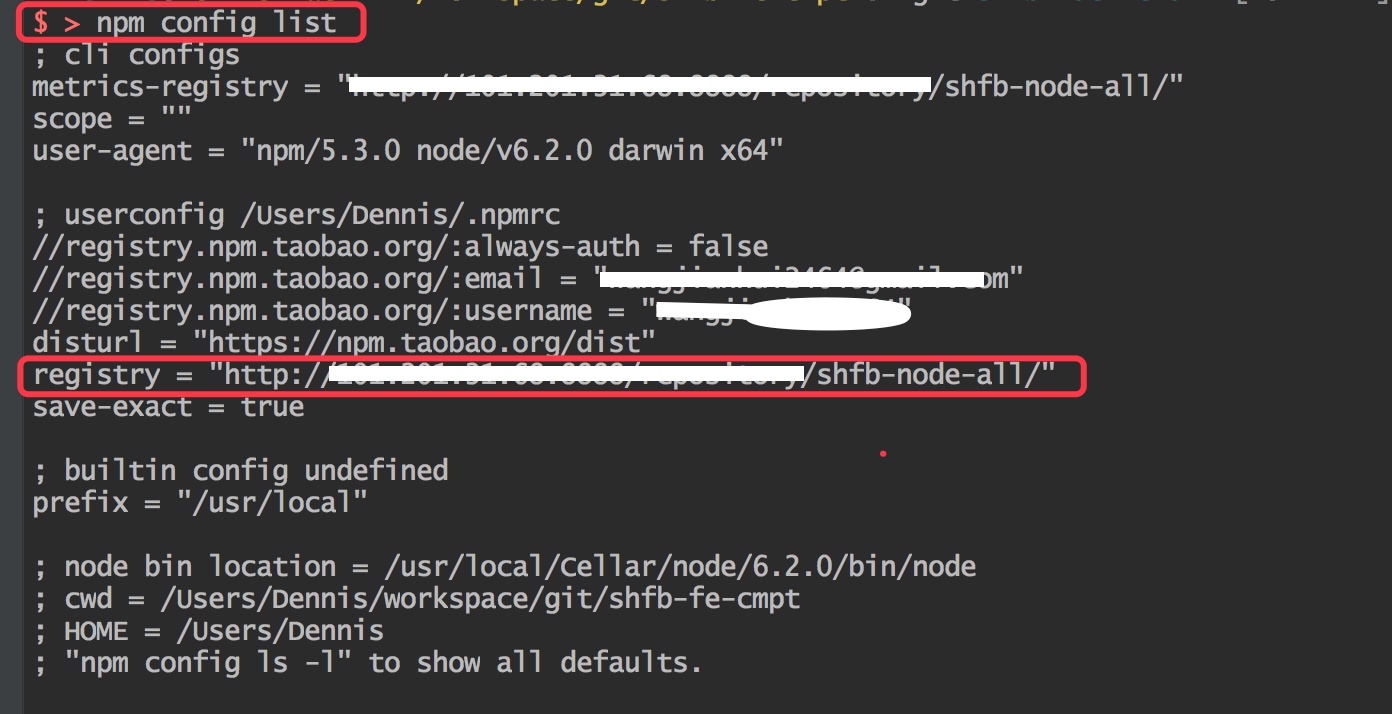 $ > npm config list
; cli configs
metrics-registry = "/shfb-node-all/"
scope = ""
user-agent = "npm/5.3.0 node/v6.2.0 darwin x64"
; userconfig /Users/Dennis/.npmrc
//registry.npm.taobao.org/:always-auth = false
//registry.npm.taobao.org/:email = "om"
//registry.npm.taobao.org/:username = "
disturl = "https://npm.taobao.org/dist"
registry = "http:///shfb-node-all/"
save-exact = true
; builtin config undefined
prefix = "/usr/local"
; node bin location = /usr/local/Cellar/node/6.2.0/bin/node
; cwd = /Users/Dennis/workspace/git/shfb-fe-cmpt
; HOME = /Users/Dennis
; "npm config ls -l" to show all defaults.